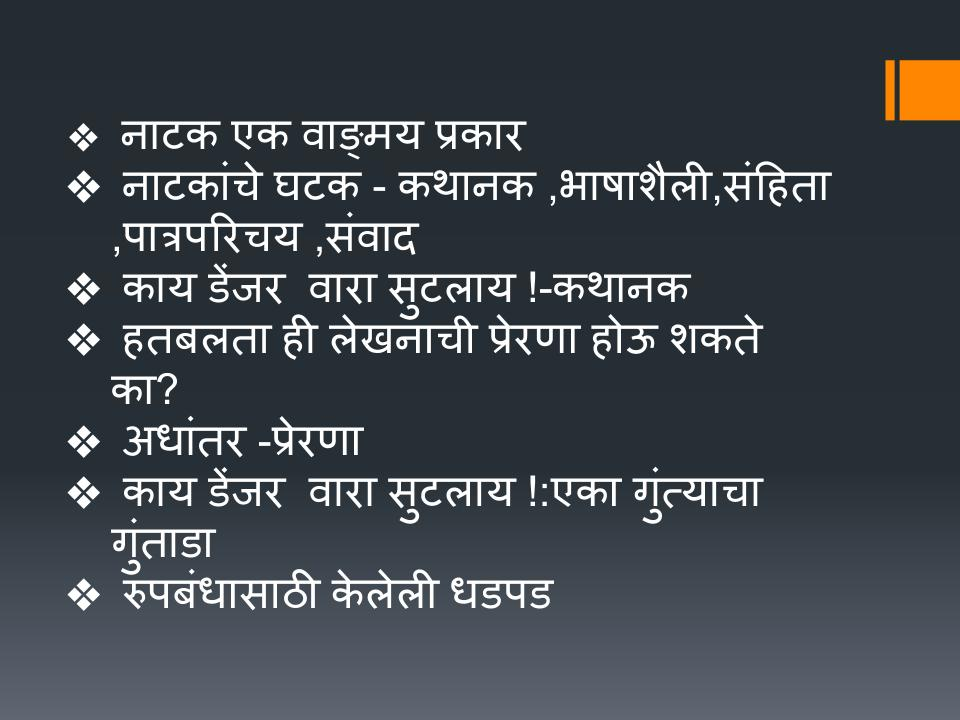 ❖ नाटक एक वाङ्मय प्रकार
❖ नाटकांचे घटक - कथानक ,भाषाशैली,संहिता
,पात्रपरिचय ,संवाद
❖ काय डेंजर वारा सुटलाय !-कथानक
❖ हतबलता ही लेखनाची प्रेरणा होऊ शकते
का?
❖ अधांतर -प्रेरणा
❖ काय डेंजर वारा सुटलाय !:एका गुंत्याचा
गुंताडा
❖ रुपबंधासाठी केलेली धडपड